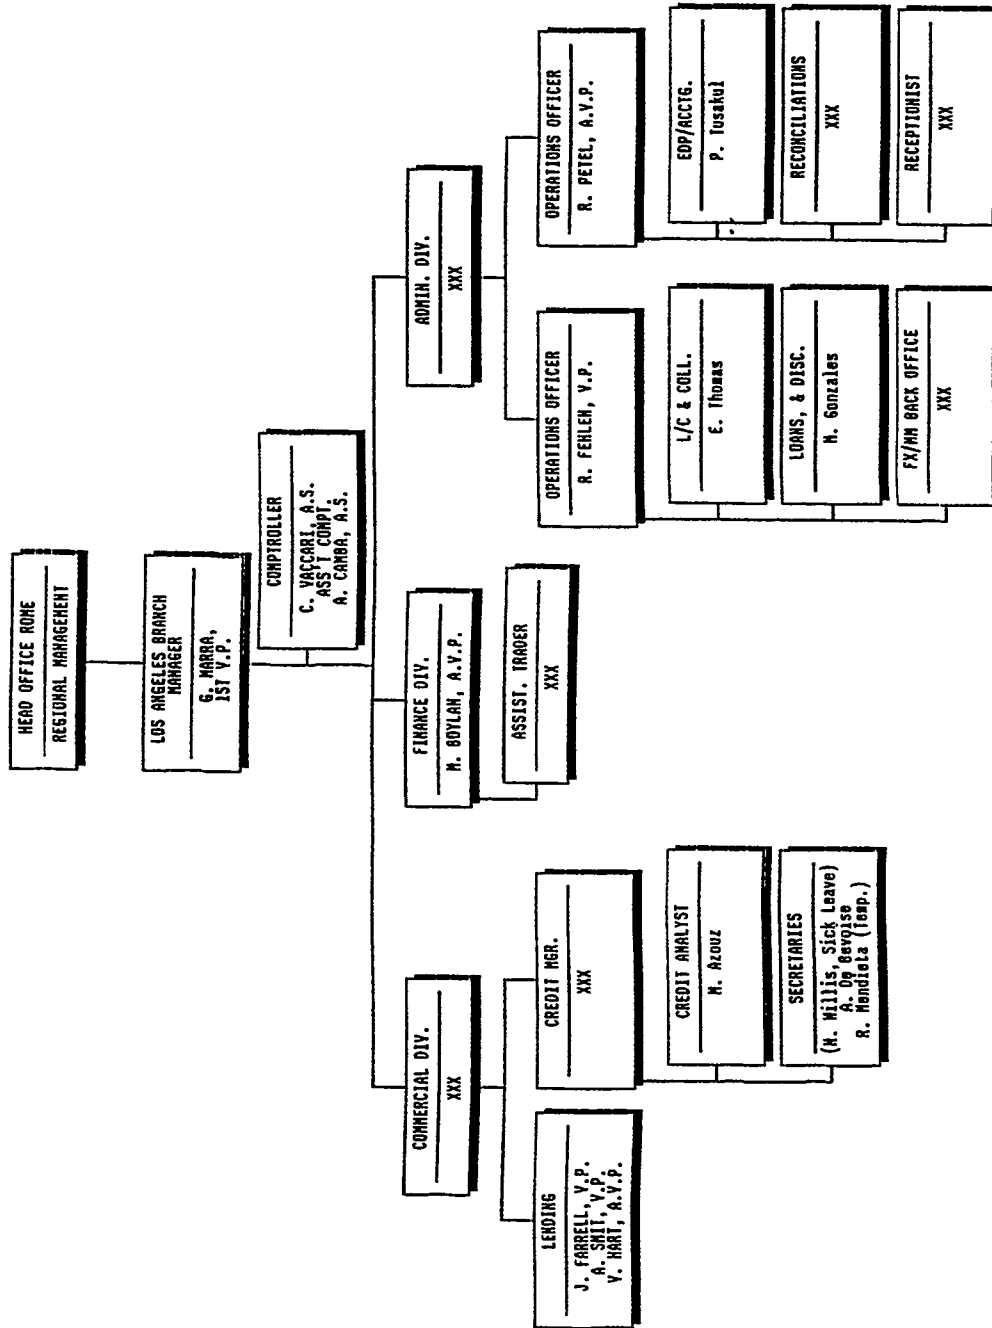 HEAD OFFICE ROME
REGIONAL MANAGEMENT
LOS ANGELES BRANCH
MANAGER
G. MARRA,
1ST V.P.
COMPTROLLER
C. VACCARI, A.S.
ASS'T COMPT.
A. CAMBA, A.S.
COMMERCIAL DIV.
XXX
FINANCE DIV.
M. BOYLAN, A.V.P.
ADMIN. DIV.
XXX
ASSIST. TRADER
XXX
LENDING
J. FARRELL, V.P.
A. SMIT, V.P.
V. HART, A.V.P.
CREDIT MGR.
XXX
OPERATIONS OFFICER
R. FEHLEN, V.P.
OPERATIONS OFFICER
R. PETEL, A.V.P.
CREDIT ANALYST
M. Azouz
L/C & COLL.
E. Thomas
EDP/ACCTG.
P. Tusakul
SECRETARIES
(M. Willis, Sick Leave)
A. De Bevoise
R. Mendieta (Temp.)
LOANS, & DISC.
M. Gonzales
RECONCILIATIONS
XXX
FX/MM BACK OFFICE
XXX
RECEPTIONIST
XXX